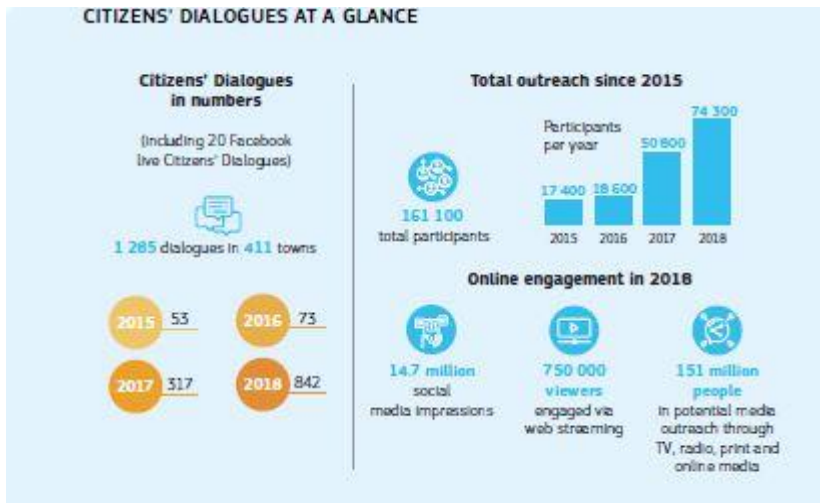 CITIZENS' DIALOGUES AT A GLANCE
Citizens' Dialogues
in numbers
(including 20 Facebook
live Citizens' Dialogues)
1 285 dialogues in 411 towns
2015 53
2016 73
2017 317
2018 842
Total outreach since 2015
161 100
total participants
Participants
per year
17 400
18 600
50 800
74 300
2015 2016 2017 2018
Online engagement in 2018
14.7 million
social
media impressions
750 000
viewers
engaged via
web streaming
151 million
people
in potential media
outreach through
TV, radio, print and
online media